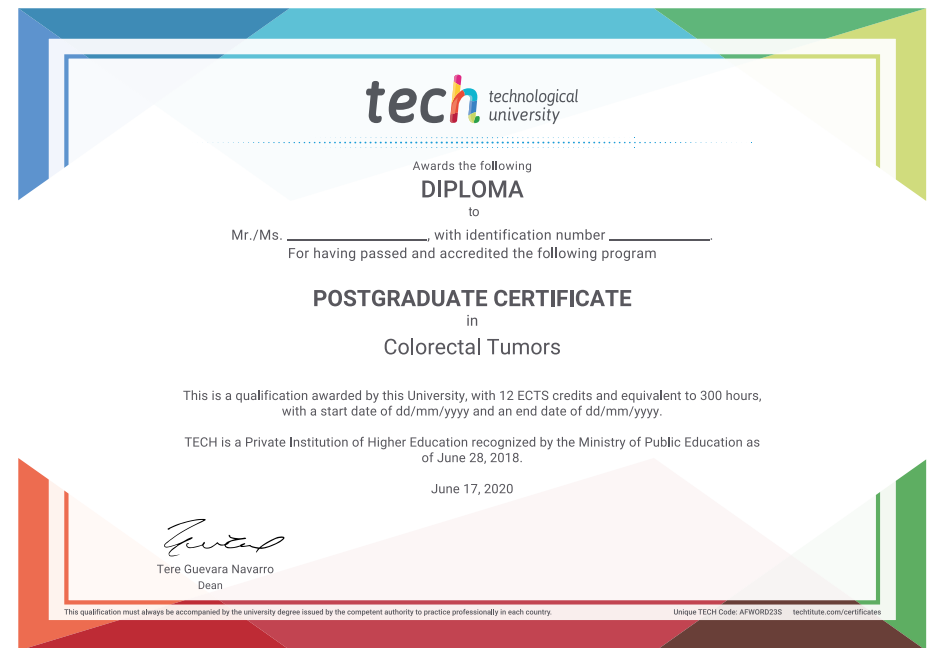 tech technological
university
Awards the following
DIPLOMA
to
Mr./Ms. ____________, with identification number ____________.
For having passed and accredited the following program
POSTGRADUATE CERTIFICATE
in
Colorectal Tumors
This is a qualification awarded by this University, with 12 ECTS credits and equivalent to 300 hours,
with a start date of dd/mm/yyyy and an end date of dd/mm/yyyy.
TECH is a Private Institution of Higher Education recognized by the Ministry of Public Education as
of June 28, 2018.
June 17, 2020
Tere Guevara Navarro
Dean
This qualification must always be accompanied by the university degree issued by the competent authority to practice professionally in each country.
Unique TECH Code: AFWORD23S techtitute.com/certificates